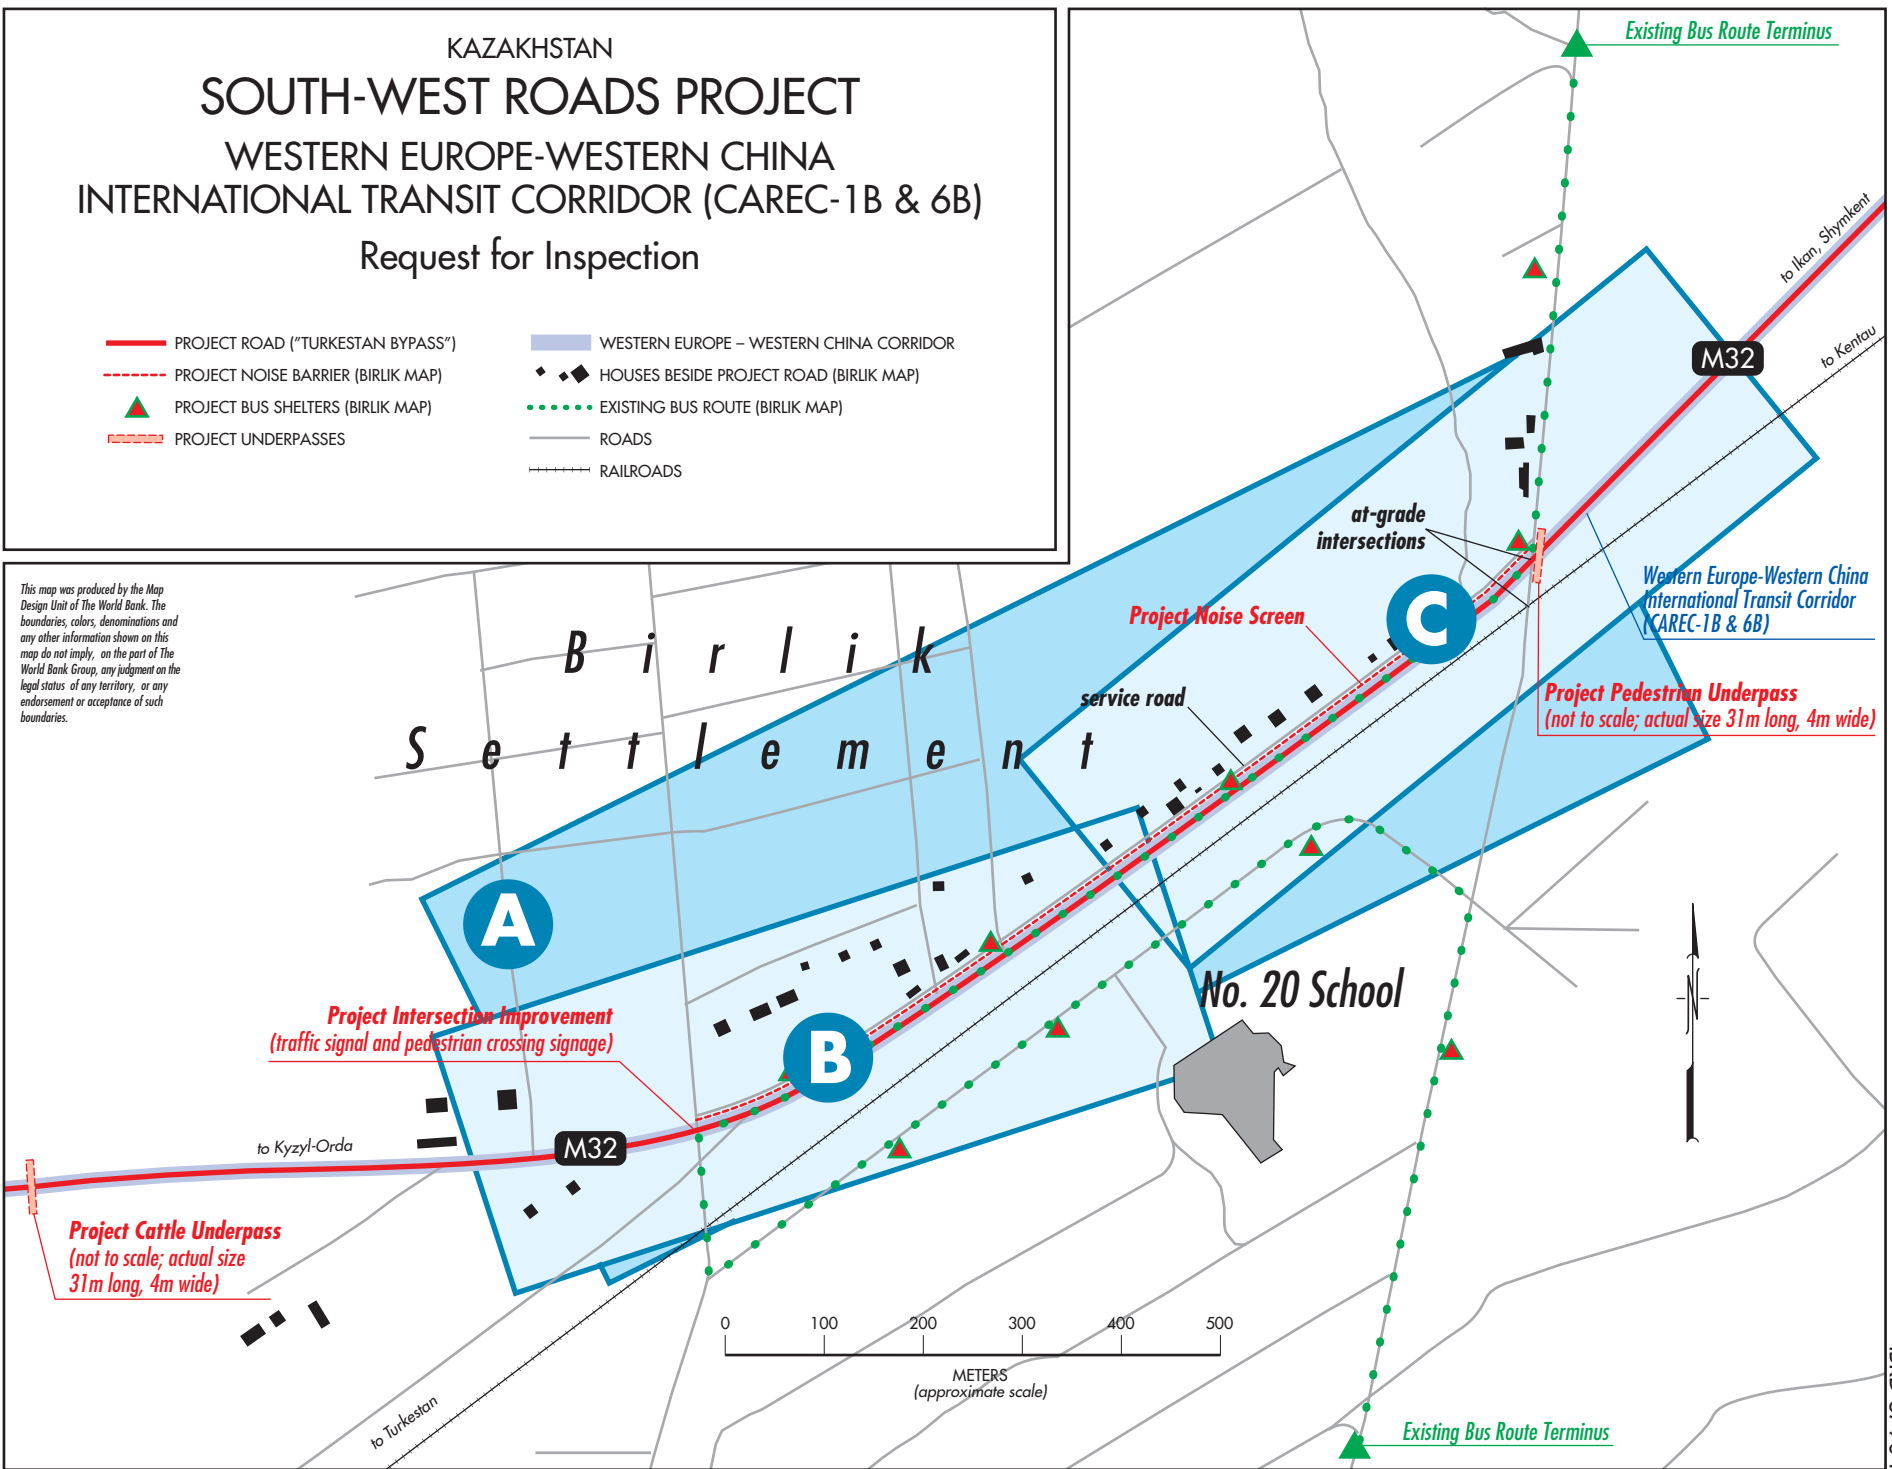 KAZAKHSTAN
SOUTH-WEST ROADS PROJECT
WESTERN EUROPE-WESTERN CHINA
INTERNATIONAL TRANSIT CORRIDOR (CAREC-1B & 6B)
Request for Inspection
PROJECT ROAD ("TURKESTAN BYPASS")
PROJECT NOISE BARRIER (BIRLIK MAP)
PROJECT BUS SHELTERS (BIRLIK MAP)
PROJECT UNDERPASSES
WESTERN EUROPE – WESTERN CHINA CORRIDOR
HOUSES BESIDE PROJECT ROAD (BIRLIK MAP)
EXISTING BUS ROUTE (BIRLIK MAP)
ROADS
RAILROADS
This map was produced by the Map
Design Unit of The World Bank. The
boundaries, colors, denominations and
any other information shown on this
map do not imply, on the part of The
World Bank Group, any judgment on the
legal status of any territory, or any
endorsement or acceptance of such
boundaries.
Existing Bus Route Terminus
to Ikan, Shymkent
M32
to Kentau
at-grade
intersections
Western Europe-Western China
International Transit Corridor
(CAREC-1B & 6B)
C
Project Noise Screen
Birlik
Settlement
service road
Project Pedestrian Underpass
(not to scale; actual size 31m long, 4m wide)
A
No. 20 School
N
Project Intersection Improvement
(traffic signal and pedestrian crossing signage)
B
to Kyzyl-Orda
M32
Project Cattle Underpass
(not to scale; actual size
31m long, 4m wide)
0 100 200 300 400 500
METERS
(approximate scale)
to Turkestan
Existing Bus Route Terminus